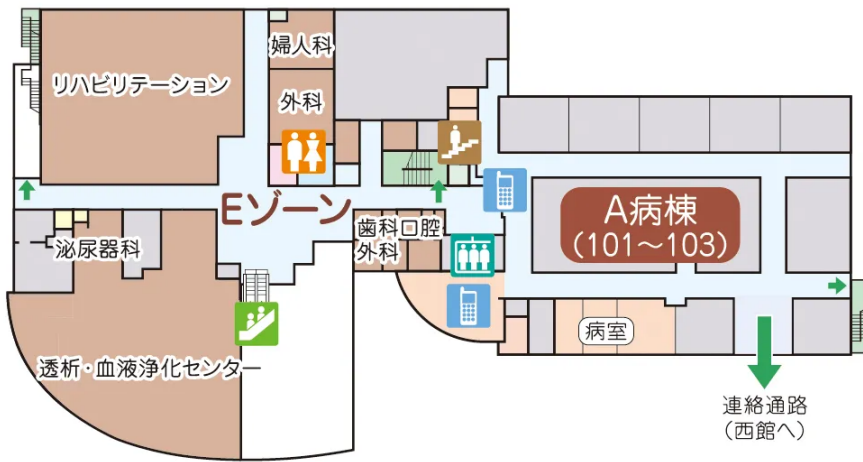 婦人科
リハビリテーション
外科
Eゾーン
A病棟
(101～103)
歯科口腔
外科
泌尿器科
病室
透析・血液浄化センター
連絡通路
(西館へ)